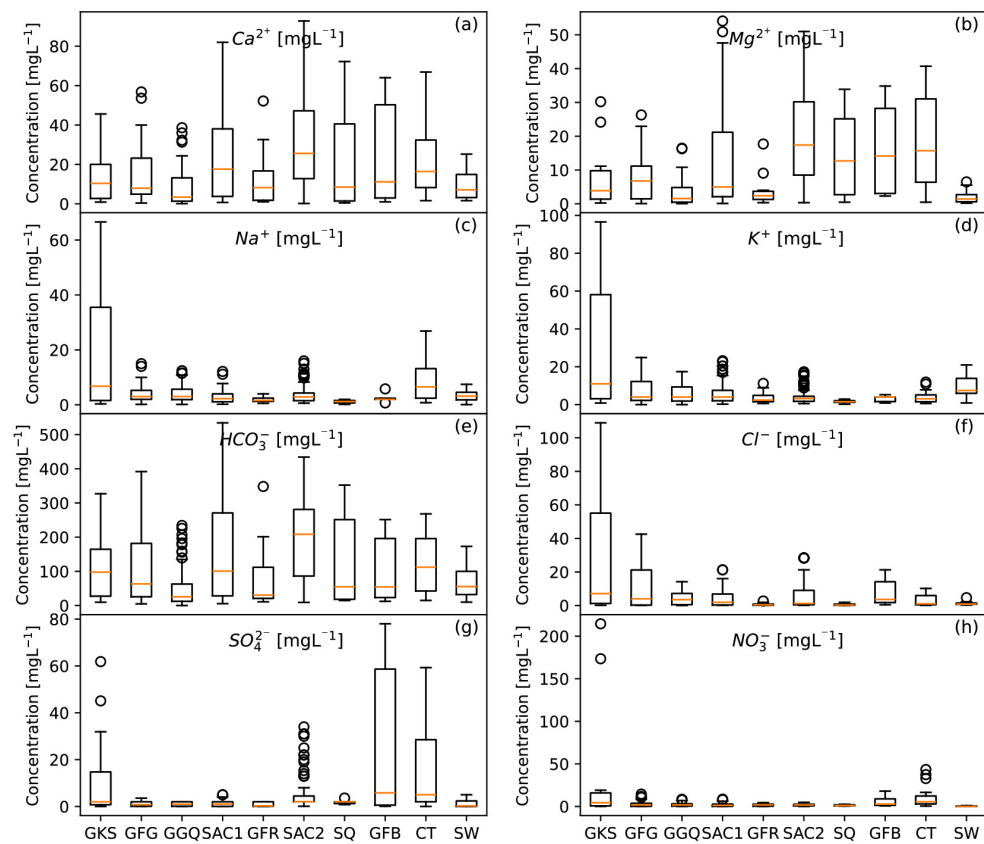 (a)
Ca²⁺ [mgL⁻¹]
Concentration [mgL⁻¹]
80
60
40
20
0
(b)
Mg²⁺ [mgL⁻¹]
Concentration [mgL⁻¹]
50
40
30
20
10
0
(c)
Na⁺ [mgL⁻¹]
Concentration [mgL⁻¹]
60
40
20
0
(d)
K⁺ [mgL⁻¹]
Concentration [mgL⁻¹]
100
80
60
40
20
0
(e)
HCO₃⁻ [mgL⁻¹]
Concentration [mgL⁻¹]
500
400
300
200
100
0
(f)
Cl⁻ [mgL⁻¹]
Concentration [mgL⁻¹]
100
80
60
40
20
0
(g)
SO₄²⁻ [mgL⁻¹]
Concentration [mgL⁻¹]
80
60
40
20
0
GKS GFG GGQ SAC1 GFR SAC2 SQ GFB CT SW
(h)
NO₃⁻ [mgL⁻¹]
Concentration [mgL⁻¹]
200
150
100
50
0
GKS GFG GGQ SAC1 GFR SAC2 SQ GFB CT SW